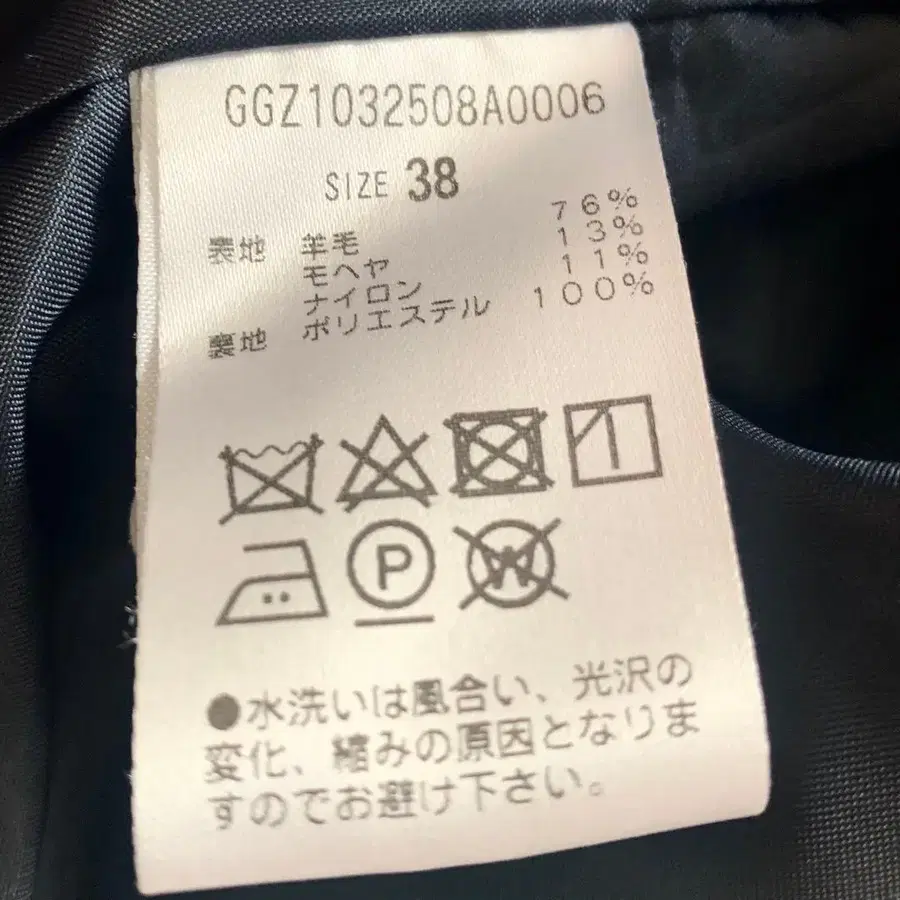 GGZ1032508A0006
SIZE 38
表地 羊毛 76%
モヘヤ 13%
ナイロン 11%
裏地 ポリエステル 100%
P
W
●水洗いは風合い、光沢の
変化、縮みの原因となりま
すのでお避け下さい。